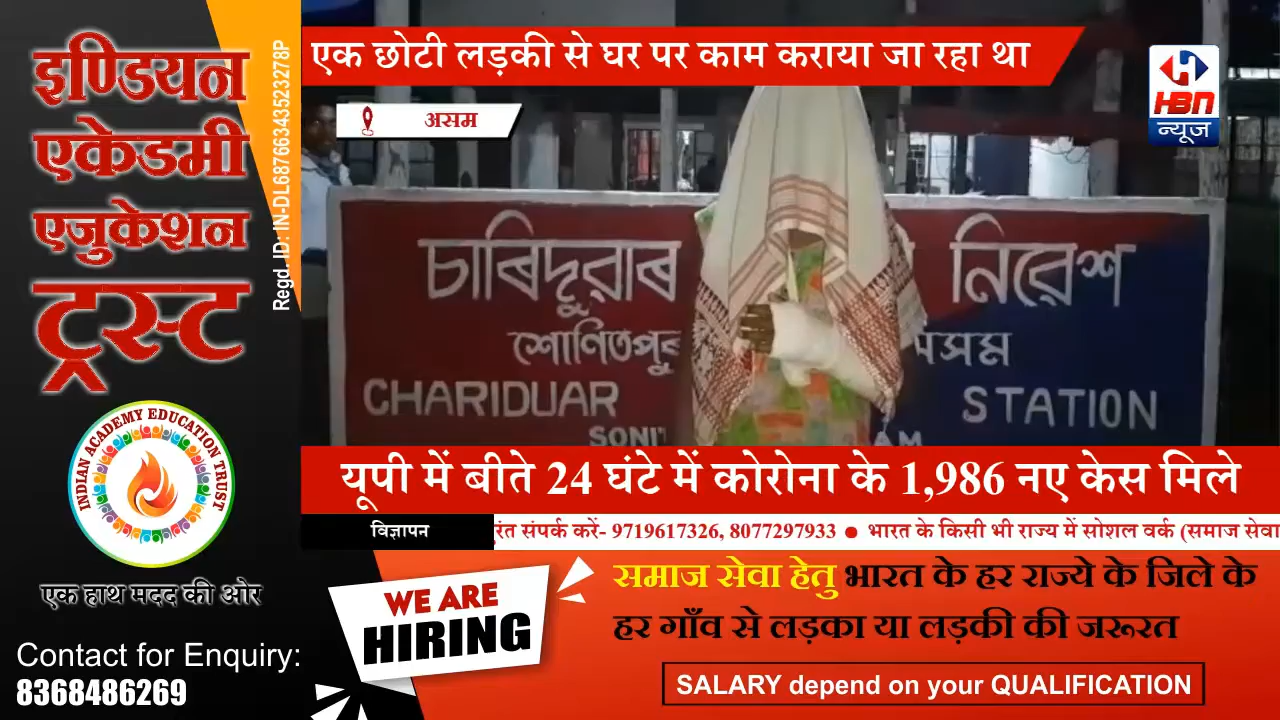 इण्डियन
एकेडमी
एजुकेशन
ट्रस्ट
Regd. ID: IN-DL68766343523278P
INDIAN ACADEMY EDUCATION TRUST
एक हाथ मदद की ओर
Contact for Enquiry:
8368486269
एक छोटी लड़की से घर पर काम कराया जा रहा था
असम
HBN
न्यूज
চাৰিদুৱাৰ নিৱেশ
শোণিতপুৰ
CHARIDUAR STATION
SONIT
यूपी में बीते 24 घंटे में कोरोना के 1,986 नए केस मिले
विज्ञापन
रंत संपर्क करें- 9719617326, 8077297933 ● भारत के किसी भी राज्य में सोशल वर्क (समाज सेवा
WE ARE
HIRING
समाज सेवा हेतु भारत के हर राज्ये के जिले के
हर गाँव से लड़का या लड़की की जरूरत
SALARY depend on your QUALIFICATION